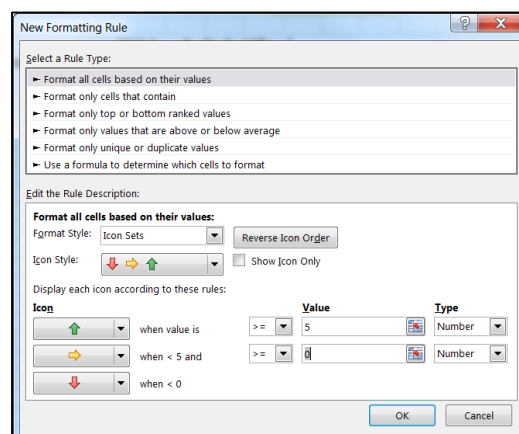 New Formatting Rule
Select a Rule Type:
► Format all cells based on their values
► Format only cells that contain
► Format only top or bottom ranked values
► Format only values that are above or below average
► Format only unique or duplicate values
► Use a formula to determine which cells to format
Edit the Rule Description:
Format all cells based on their values:
Format Style: Icon Sets Reverse Icon Order
Icon Style: Show Icon Only
Display each icon according to these rules:
Icon Value Type
when value is >= 5 Number
when < 5 and >= 0 Number
when < 0
OK Cancel